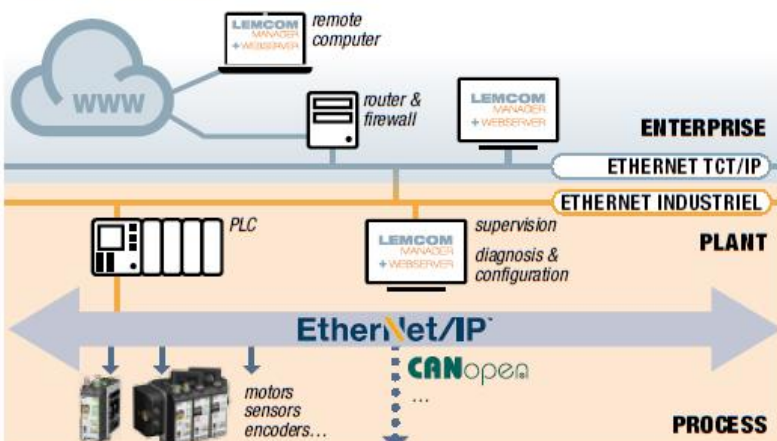 LEMCOM
MANAGER
+ WEBSERVER
remote
computer
WWW
router &
firewall
LEMCOM
MANAGER
+ WEBSERVER
ENTERPRISE
ETHERNET TCT/IP
ETHERNET INDUSTRIEL
PLC
LEMCOM
MANAGER
+ WEBSERVER
supervision
diagnosis &
configuration
PLANT
EtherNet/IP™
CANopen
...
motors
sensors
encoders...
PROCESS